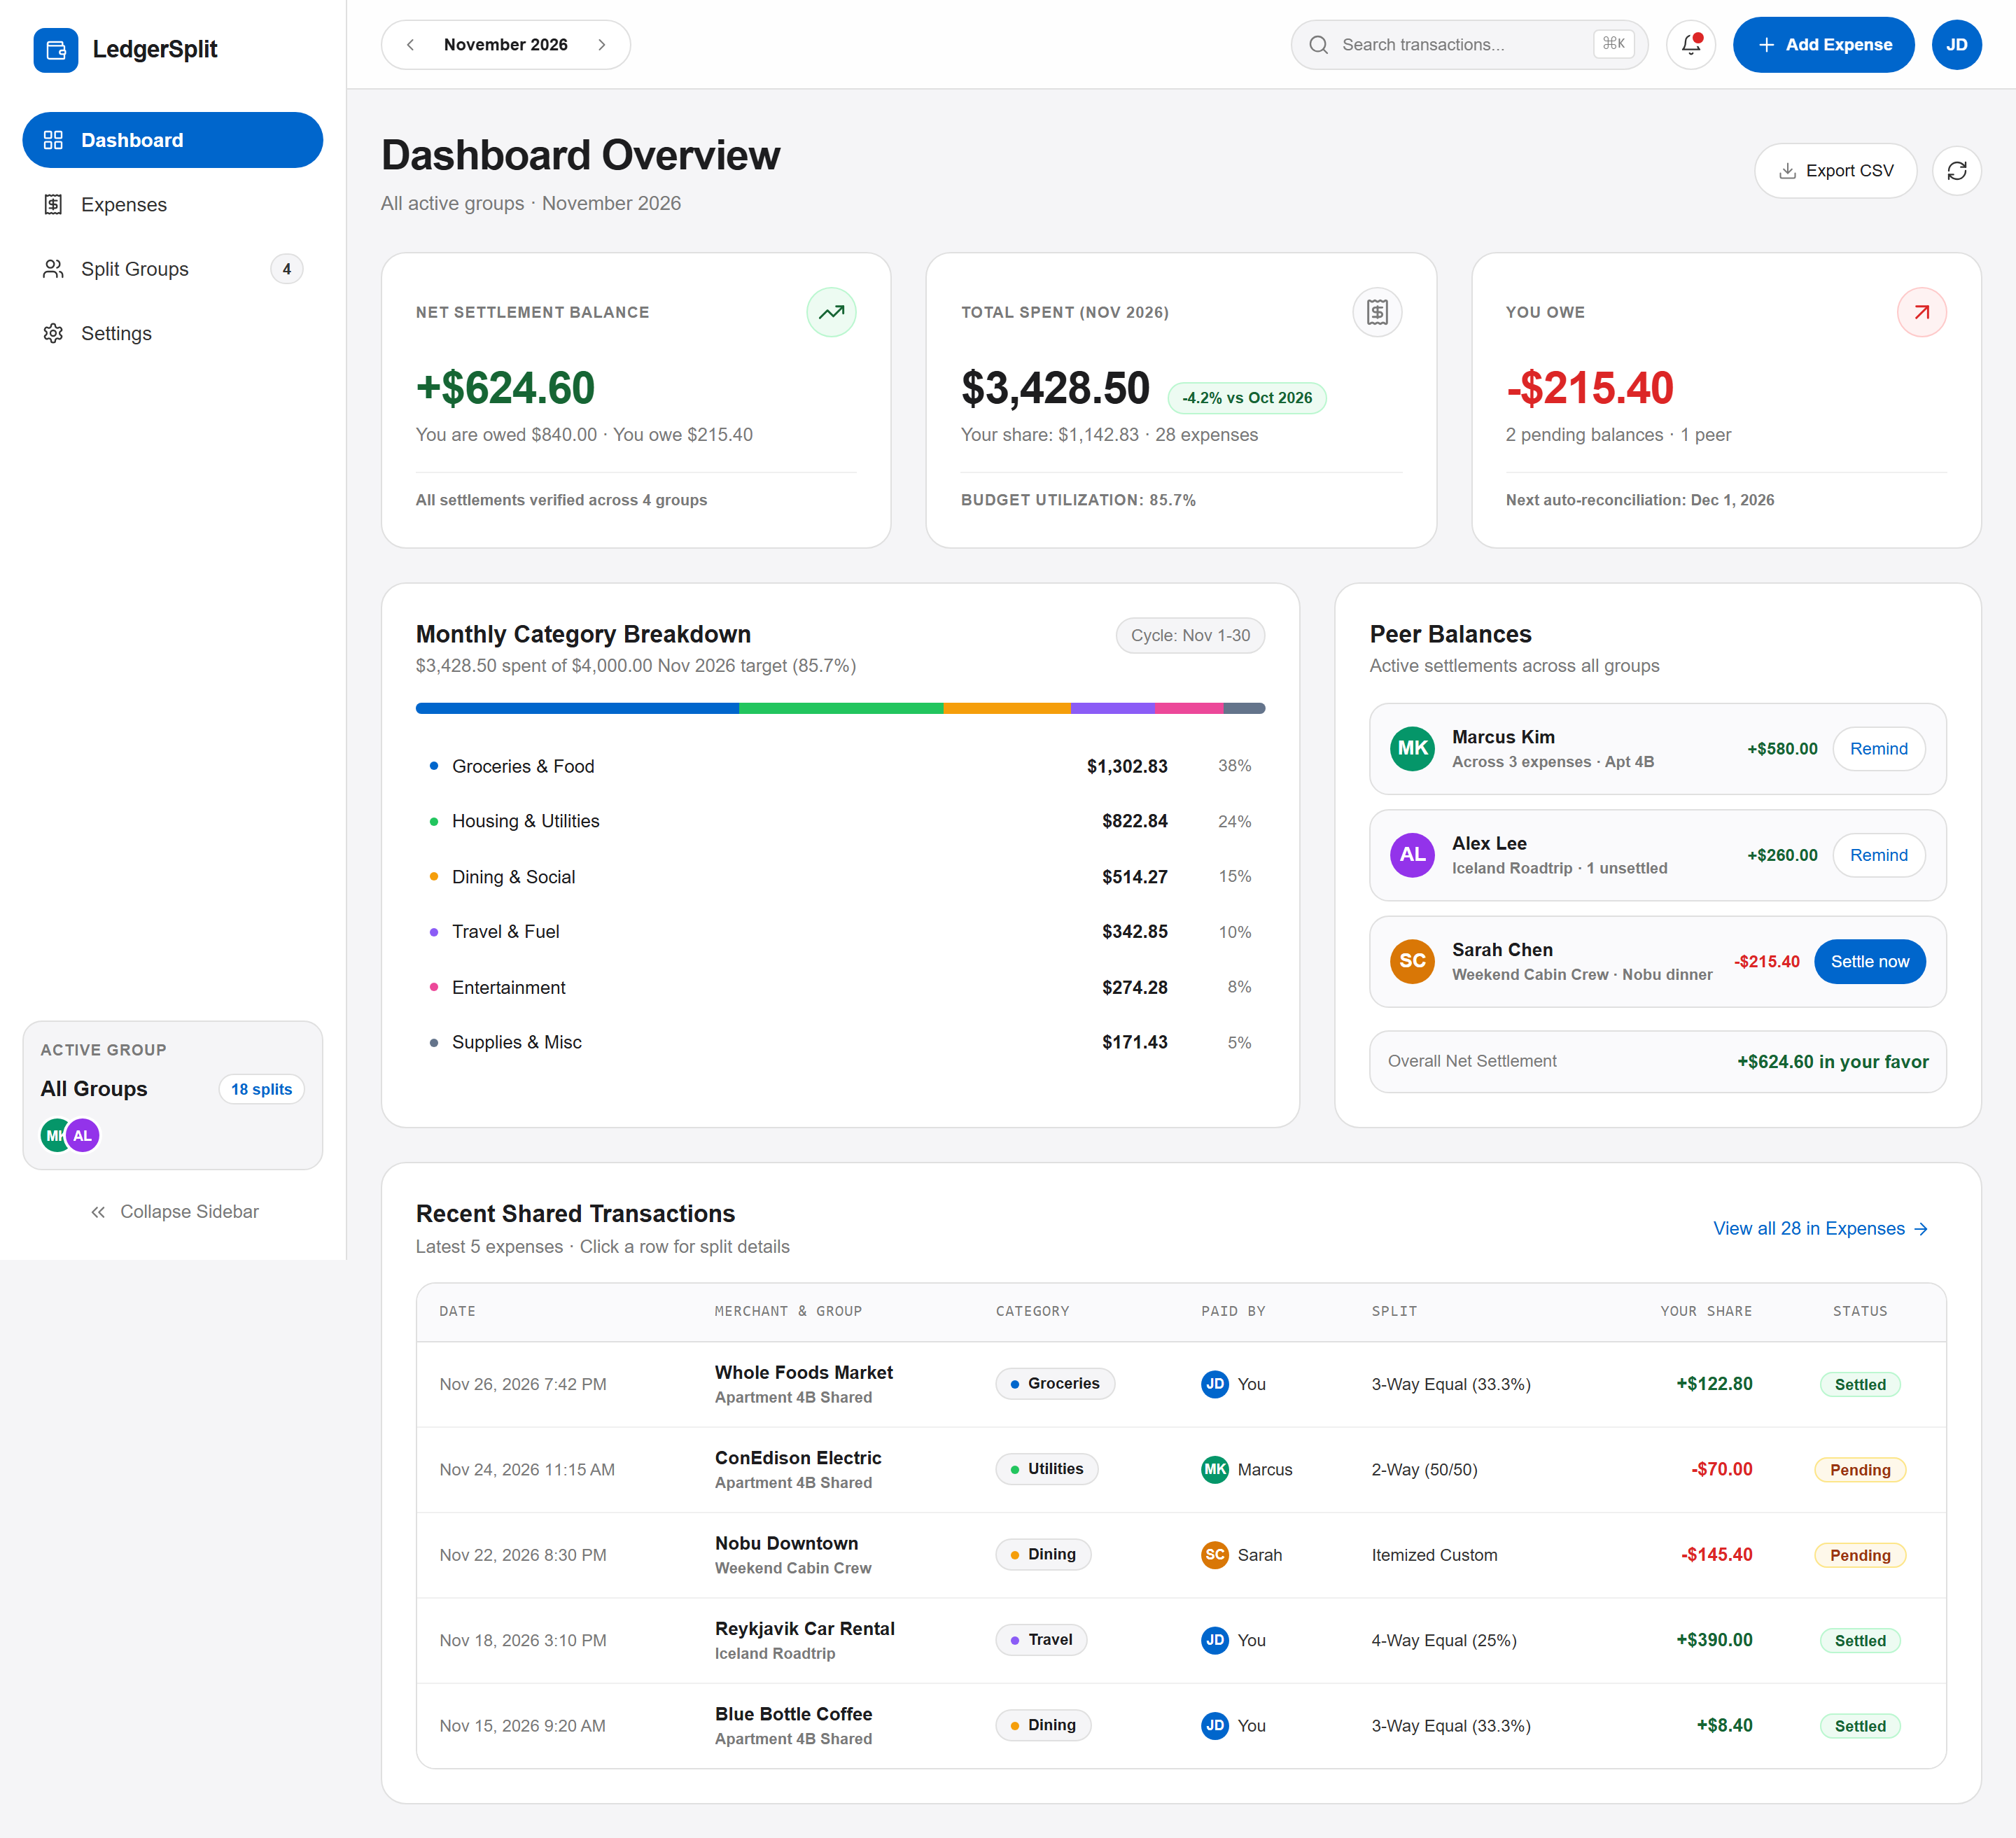 LedgerSplit
Dashboard
Expenses
Split Groups 4
Settings
ACTIVE GROUP
All Groups 18 splits
MK AL
Collapse Sidebar
November 2026
Search transactions... ⌘K
Add Expense
JD
Dashboard Overview
All active groups · November 2026
Export CSV
NET SETTLEMENT BALANCE
+$624.60
You are owed $840.00 · You owe $215.40
All settlements verified across 4 groups
TOTAL SPENT (NOV 2026)
$3,428.50 -4.2% vs Oct 2026
Your share: $1,142.83 · 28 expenses
BUDGET UTILIZATION: 85.7%
YOU OWE
-$215.40
2 pending balances · 1 peer
Next auto-reconciliation: Dec 1, 2026
Monthly Category Breakdown
Cycle: Nov 1-30
$3,428.50 spent of $4,000.00 Nov 2026 target (85.7%)
Groceries & Food $1,302.83 38%
Housing & Utilities $822.84 24%
Dining & Social $514.27 15%
Travel & Fuel $342.85 10%
Entertainment $274.28 8%
Supplies & Misc $171.43 5%
Peer Balances
Active settlements across all groups
MK Marcus Kim +$580.00 Remind
Across 3 expenses · Apt 4B
AL Alex Lee +$260.00 Remind
Iceland Roadtrip · 1 unsettled
SC Sarah Chen -$215.40 Settle now
Weekend Cabin Crew · Nobu dinner
Overall Net Settlement +$624.60 in your favor
Recent Shared Transactions
Latest 5 expenses · Click a row for split details
View all 28 in Expenses →
DATE MERCHANT & GROUP CATEGORY PAID BY SPLIT YOUR SHARE STATUS
Nov 26, 2026 7:42 PM Whole Foods Market Groceries JD You 3-Way Equal (33.3%) +$122.80 Settled
Apartment 4B Shared
Nov 24, 2026 11:15 AM ConEdison Electric Utilities MK Marcus 2-Way (50/50) -$70.00 Pending
Apartment 4B Shared
Nov 22, 2026 8:30 PM Nobu Downtown Dining SC Sarah Itemized Custom -$145.40 Pending
Weekend Cabin Crew
Nov 18, 2026 3:10 PM Reykjavik Car Rental Travel JD You 4-Way Equal (25%) +$390.00 Settled
Iceland Roadtrip
Nov 15, 2026 9:20 AM Blue Bottle Coffee Dining JD You 3-Way Equal (33.3%) +$8.40 Settled
Apartment 4B Shared